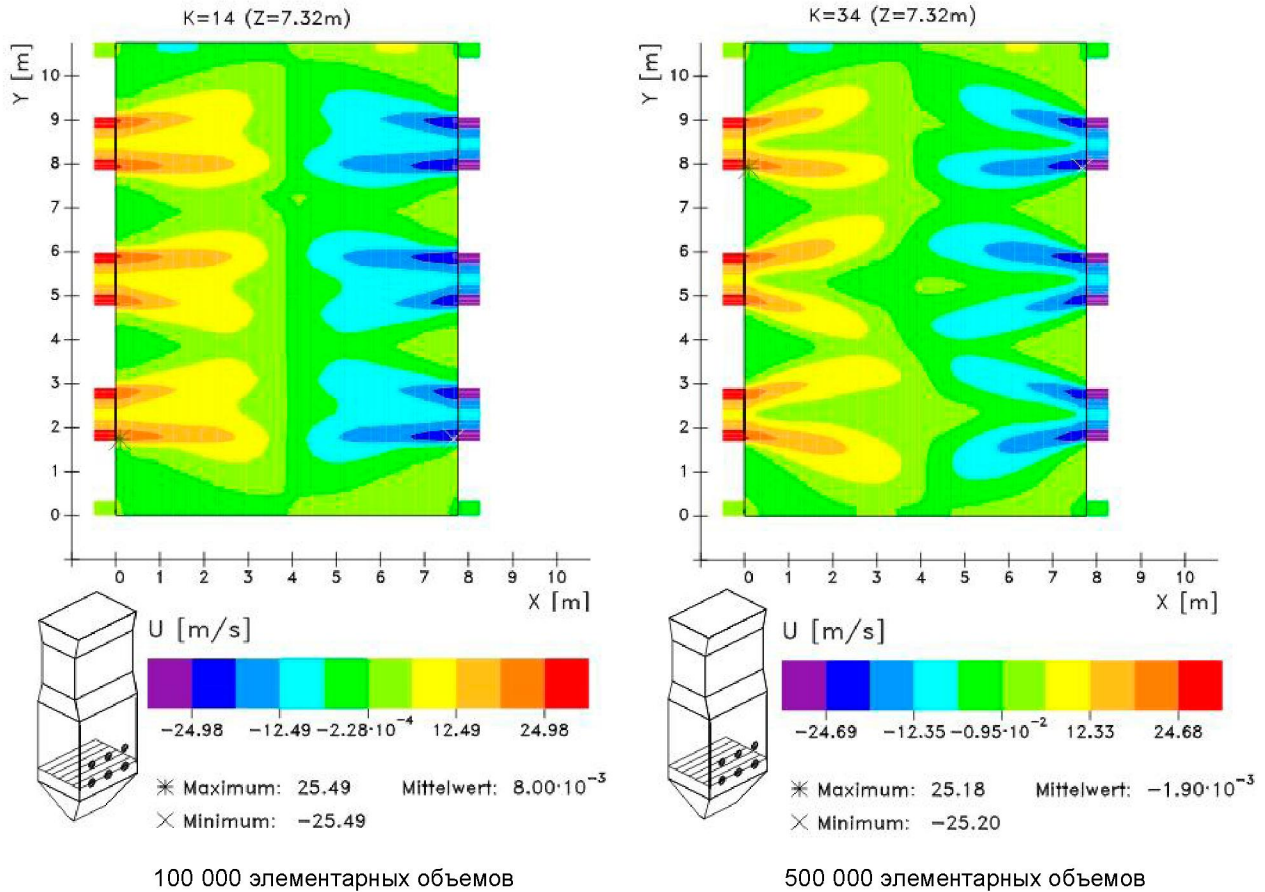 K=14 (Z=7.32m)
Y [m]
10
9
8
7
6
5
4
3
2
1
0
0 1 2 3 4 5 6 7 8 9 10
X [m]
U [m/s]
−24.98 −12.49 −2.28·10⁻⁴ 12.49 24.98
✳ Maximum: 25.49 Mittelwert: 8.00·10⁻³
× Minimum: −25.49
100 000 элементарных объемов
K=34 (Z=7.32m)
Y [m]
10
9
8
7
6
5
4
3
2
1
0
0 1 2 3 4 5 6 7 8 9 10
X [m]
U [m/s]
−24.69 −12.35 −0.95·10⁻² 12.33 24.68
✳ Maximum: 25.18 Mittelwert: −1.90·10⁻³
× Minimum: −25.20
500 000 элементарных объемов